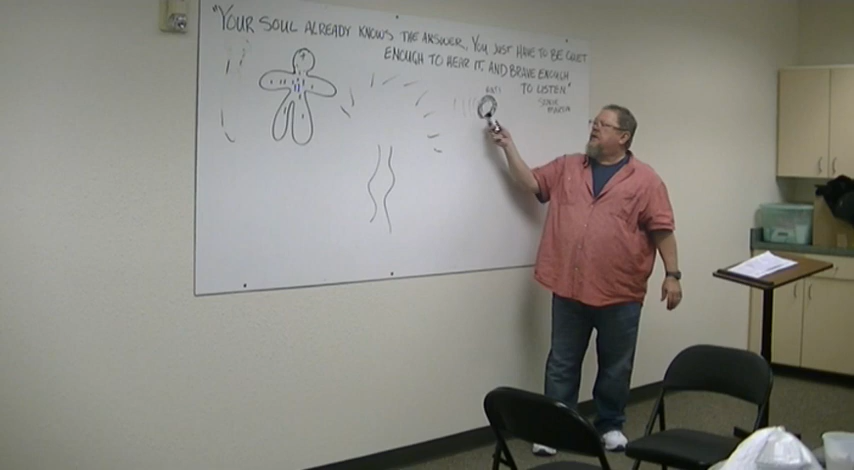 "YOUR SOUL ALREADY KNOWS THE ANSWER. YOU JUST HAVE TO BE QUIET
ENOUGH TO HEAR IT. AND BRAVE ENOUGH
TO LISTEN"